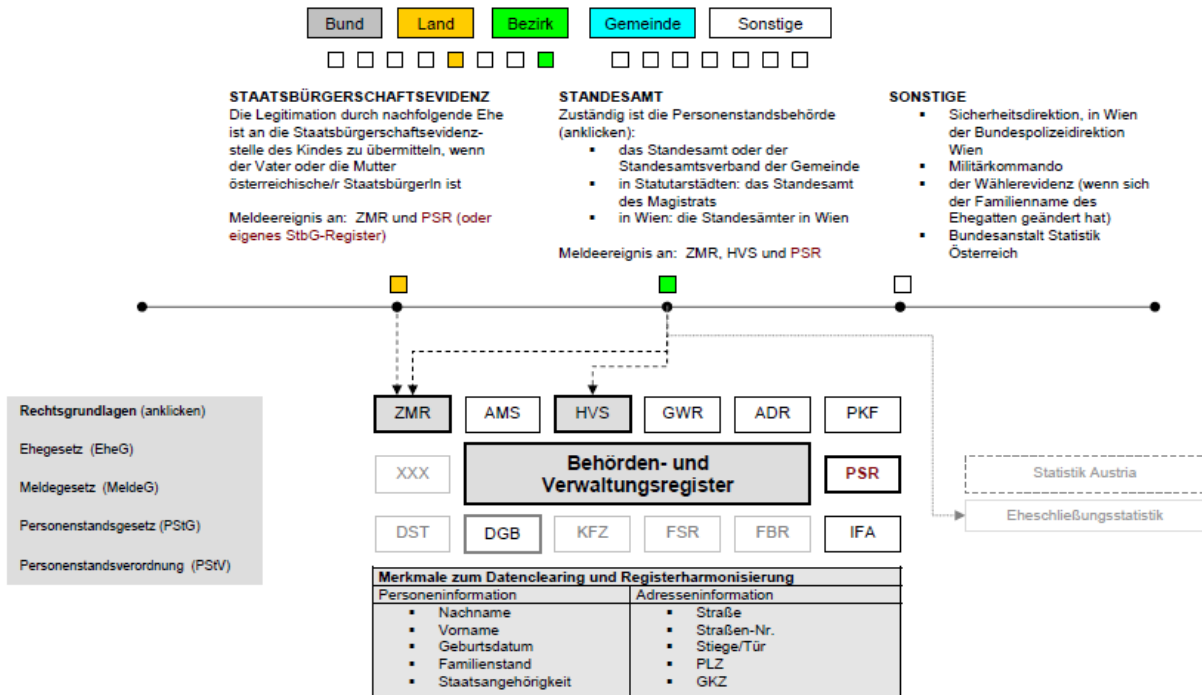 Bund Land Bezirk Gemeinde Sonstige
STAATSBÜRGERSCHAFTSEVIDENZ
Die Legitimation durch nachfolgende Ehe
ist an die Staatsbürgerschaftsevidenz-
stelle des Kindes zu übermitteln, wenn
der Vater oder die Mutter
österreichische/r StaatsbürgerIn ist
Meldeereignis an: ZMR und PSR (oder
eigenes StbG-Register)
STANDESAMT
Zuständig ist die Personenstandsbehörde
(anklicken):
▪ das Standesamt oder der
Standesamtsverband der Gemeinde
▪ in Statutarstädten: das Standesamt
des Magistrats
▪ in Wien: die Standesämter in Wien
Meldeereignis an: ZMR, HVS und PSR
SONSTIGE
▪ Sicherheitsdirektion, in Wien
der Bundespolizeidirektion
Wien
▪ Militärkommando
▪ der Wählerevidenz (wenn sich
der Familienname des
Ehegatten geändert hat)
▪ Bundesanstalt Statistik
Österreich
Rechtsgrundlagen (anklicken)
Ehegesetz (EheG)
Meldegesetz (MeldeG)
Personenstandsgesetz (PStG)
Personenstandsverordnung (PStV)
ZMR AMS HVS GWR ADR PKF
XXX
Behörden- und
Verwaltungsregister
PSR
DST DGB KFZ FSR FBR IFA
Statistik Austria
Eheschließungsstatistik
Merkmale zum Datenclearing und Registerharmonisierung
Personeninformation
▪ Nachname
▪ Vorname
▪ Geburtsdatum
▪ Familienstand
▪ Staatsangehörigkeit
Adresseninformation
▪ Straße
▪ Straßen-Nr.
▪ Stiege/Tür
▪ PLZ
▪ GKZ